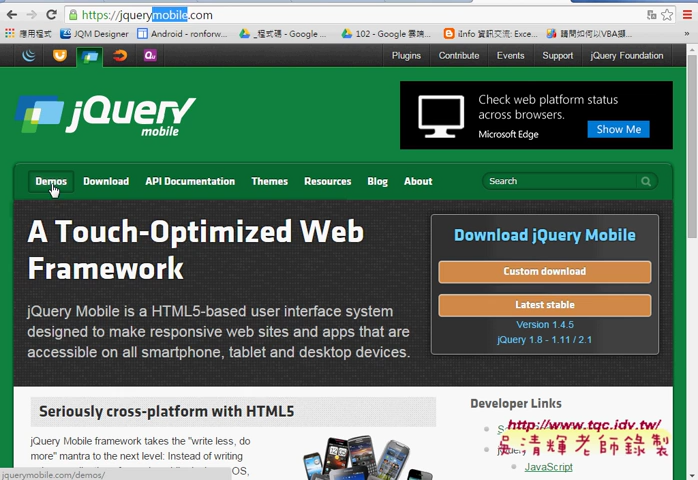 https://jquerymobile.com
應用程式 JQM Designer Android - ronforw... _程式碼 - Google ... 102 - Google 雲端... iInfo 資訊交流: Exce... 請問如何以VBA擷...
Plugins Contribute Events Support jQuery Foundation
jQuery
mobile
Check web platform status
across browsers.
Microsoft Edge
Show Me
Demos Download API Documentation Themes Resources Blog About Search
A Touch-Optimized Web
Framework
jQuery Mobile is a HTML5-based user interface system
designed to make responsive web sites and apps that are
accessible on all smartphone, tablet and desktop devices.
Download jQuery Mobile
Custom download
Latest stable
Version 1.4.5
jQuery 1.8 - 1.11 / 2.1
Seriously cross-platform with HTML5
jQuery Mobile framework takes the "write less, do
more" mantra to the next level: Instead of writing
Developer Links
http://www.tqc.idv.tw/
吳清輝老師錄製
JavaScript
jquerymobile.com/demos/